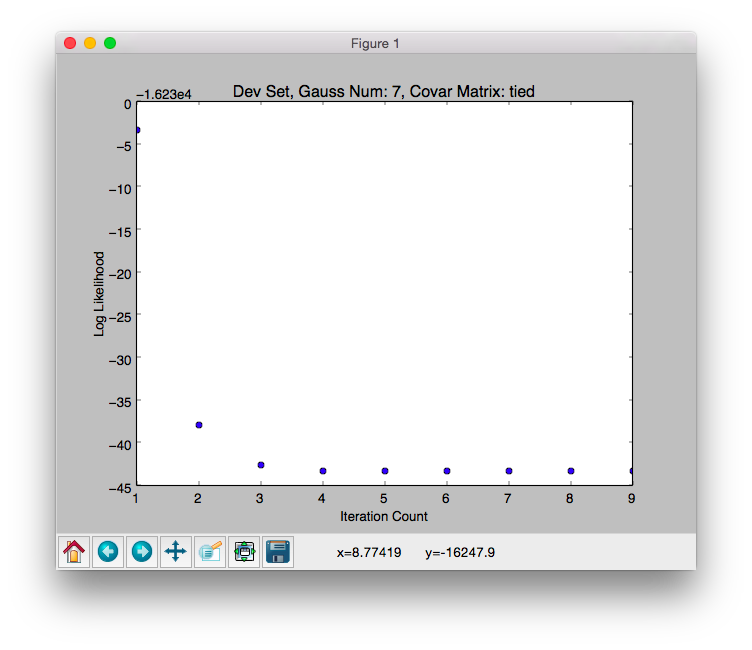 Figure 1
−1.623e4
Dev Set, Gauss Num: 7, Covar Matrix: tied
0
−5
−10
−15
−20
−25
−30
−35
−40
−45
Log Likelihood
1 2 3 4 5 6 7 8 9
Iteration Count
x=8.77419 y=-16247.9